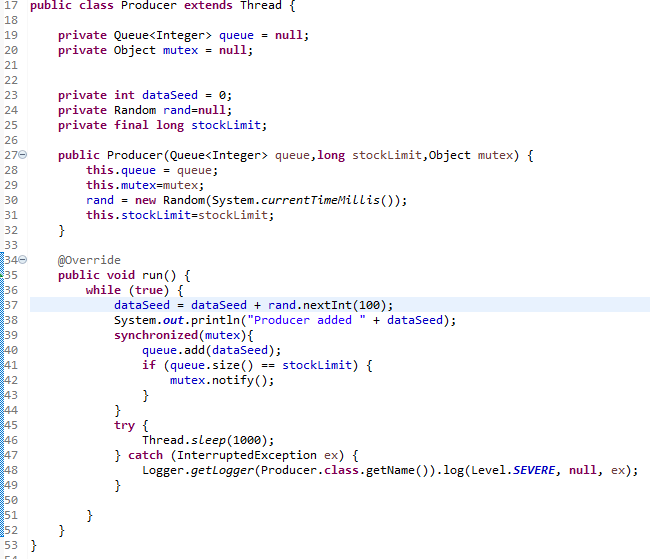 17 public class Producer extends Thread {
18
19     private Queue<Integer> queue = null;
20     private Object mutex = null;
21
22
23     private int dataSeed = 0;
24     private Random rand=null;
25     private final long stockLimit;
26
27     public Producer(Queue<Integer> queue,long stockLimit,Object mutex) {
28         this.queue = queue;
29         this.mutex=mutex;
30         rand = new Random(System.currentTimeMillis());
31         this.stockLimit=stockLimit;
32     }
33
34     @Override
35     public void run() {
36         while (true) {
37             dataSeed = dataSeed + rand.nextInt(100);
38             System.out.println("Producer added " + dataSeed);
39             synchronized(mutex){
40                 queue.add(dataSeed);
41                 if (queue.size() == stockLimit) {
42                     mutex.notify();
43                 }
44             }
45             try {
46                 Thread.sleep(1000);
47             } catch (InterruptedException ex) {
48                 Logger.getLogger(Producer.class.getName()).log(Level.SEVERE, null, ex);
49             }
50
51         }
52     }
53 }